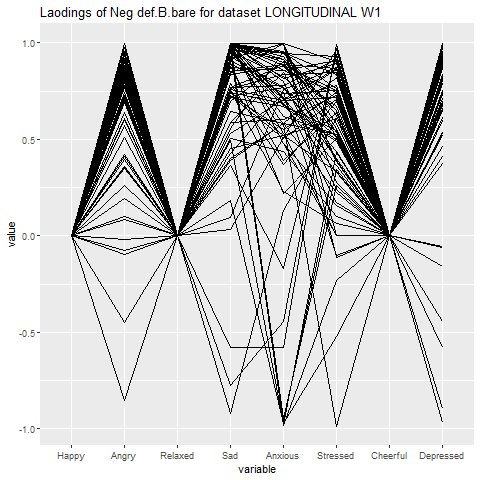 Laodings of Neg def.B.bare for dataset LONGITUDINAL W1
1.0
0.5
0.0
-0.5
-1.0
value
Happy Angry Relaxed Sad Anxious Stressed Cheerful Depressed
variable